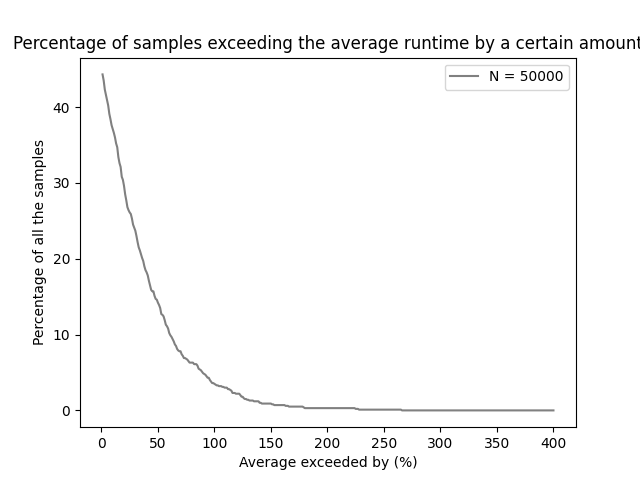 Percentage of samples exceeding the average runtime by a certain amount
N = 50000
Percentage of all the samples
40
30
20
10
0
0 50 100 150 200 250 300 350 400
Average exceeded by (%)